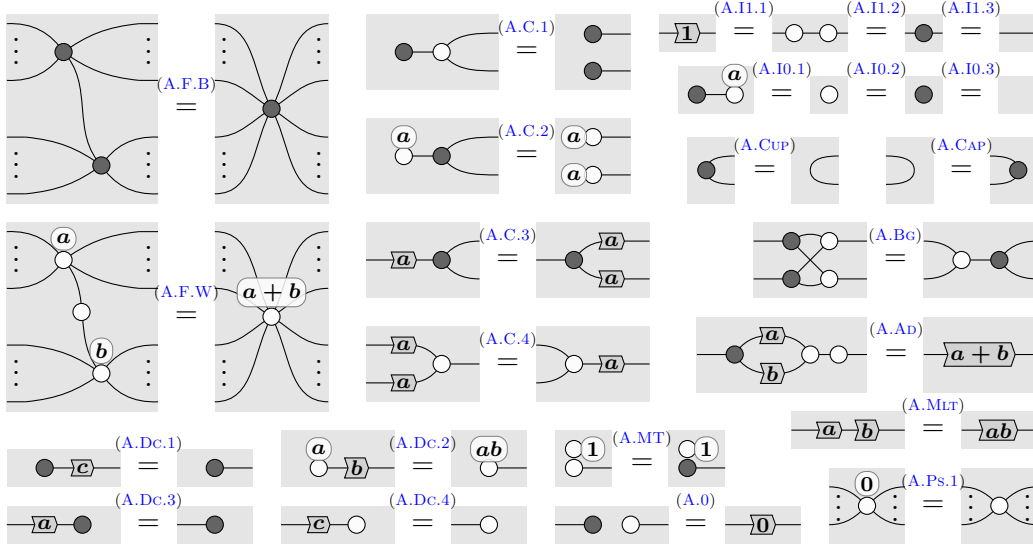 (A.F.B)
=
(A.C.1)
=
1 (A.I1.1) = (A.I1.2) = (A.I1.3) =
a (A.I0.1) = (A.I0.2) = (A.I0.3) =
a (A.C.2) = a a
(A.Cup) = (A.Cap) =
a b (A.F.W) = a + b
a (A.C.3) = a a
(A.Bg) =
a a (A.C.4) = a
a b (A.Ad) = a + b
a b (A.Mlt) = ab
c (A.Dc.1) =
a b (A.Dc.2) = ab
1 (A.MT) = 1
a (A.Dc.3) =
c (A.Dc.4) =
(A.0) = 0
0 (A.Ps.1) =